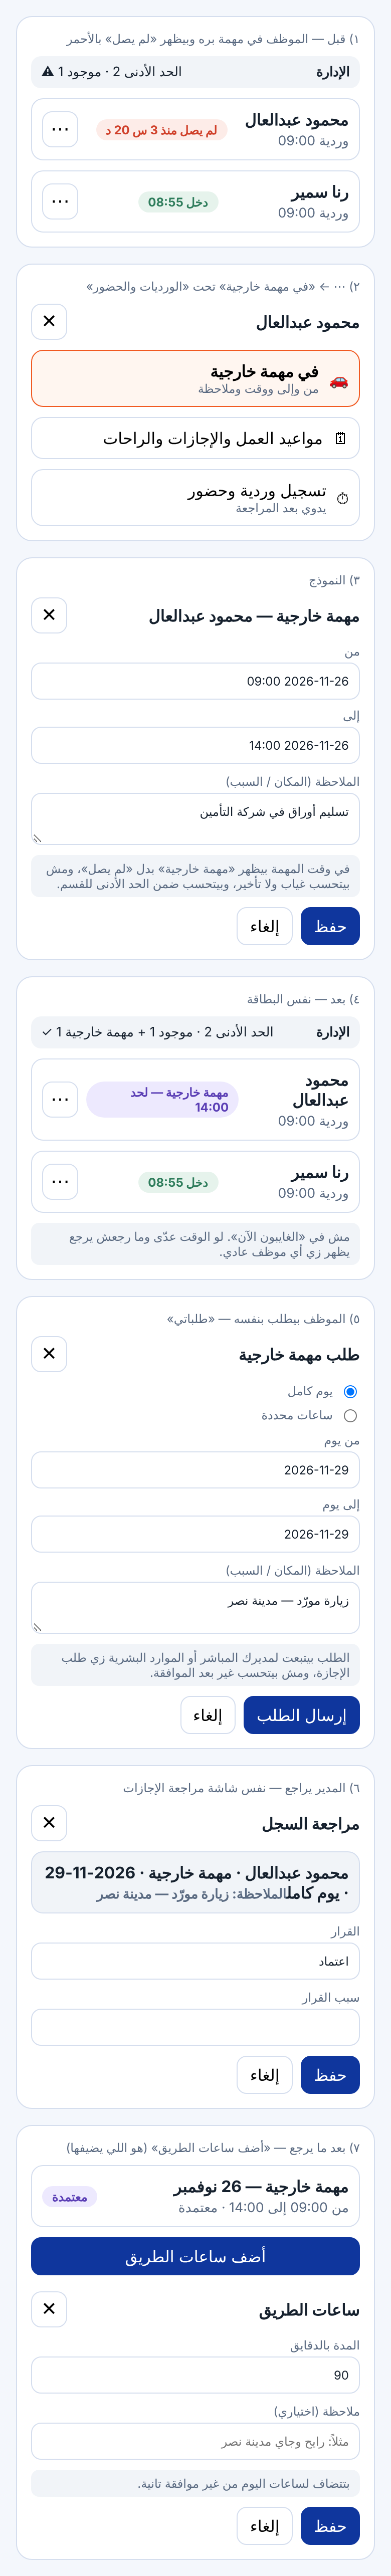 ١) قبل — الموظف في مهمة بره وبيظهر «لم يصل» بالأحمر
الإدارة
الحد الأدنى 2 · موجود 1 ⚠
محمود عبدالعال
وردية 09:00
لم يصل منذ 3 س 20 د
⋯
رنا سمير
وردية 09:00
دخل 08:55
⋯
٢) ⋯ ← «في مهمة خارجية» تحت «الورديات والحضور»
محمود عبدالعال
✕
🚗 في مهمة خارجية
من وإلى ووقت وملاحظة
🗓 مواعيد العمل والإجازات والراحات
⏱ تسجيل وردية وحضور
يدوي بعد المراجعة
٣) النموذج
مهمة خارجية — محمود عبدالعال
✕
من
2026-11-26 09:00
إلى
2026-11-26 14:00
الملاحظة (المكان / السبب)
تسليم أوراق في شركة التأمين
في وقت المهمة بيظهر «مهمة خارجية» بدل «لم يصل»، ومش
بيتحسب غياب ولا تأخير، وبيتحسب ضمن الحد الأدنى للقسم.
حفظ
إلغاء
٤) بعد — نفس البطاقة
الإدارة
الحد الأدنى 2 · موجود 1 + مهمة خارجية 1 ✓
محمود
عبدالعال
وردية 09:00
مهمة خارجية — لحد
14:00
⋯
رنا سمير
وردية 09:00
دخل 08:55
⋯
مش في «الغايبون الآن». لو الوقت عدّى وما رجعش يرجع
يظهر زي أي موظف عادي.
٥) الموظف بيطلب بنفسه — «طلباتي»
طلب مهمة خارجية
✕
يوم كامل
ساعات محددة
من يوم
2026-11-29
إلى يوم
2026-11-29
الملاحظة (المكان / السبب)
زيارة مورّد — مدينة نصر
الطلب بيتبعت لمديرك المباشر أو الموارد البشرية زي طلب
الإجازة، ومش بيتحسب غير بعد الموافقة.
إرسال الطلب
إلغاء
٦) المدير يراجع — نفس شاشة مراجعة الإجازات
مراجعة السجل
✕
محمود عبدالعال · مهمة خارجية · 2026-11-29
· يوم كاملالملاحظة: زيارة مورّد — مدينة نصر
القرار
اعتماد
سبب القرار
حفظ
إلغاء
٧) بعد ما يرجع — «أضف ساعات الطريق» (هو اللي يضيفها)
مهمة خارجية — 26 نوفمبر
من 09:00 إلى 14:00 · معتمدة
معتمدة
أضف ساعات الطريق
ساعات الطريق
✕
المدة بالدقايق
90
ملاحظة (اختياري)
مثلاً: رايح وجاي مدينة نصر
بتتضاف لساعات اليوم من غير موافقة تانية.
حفظ
إلغاء